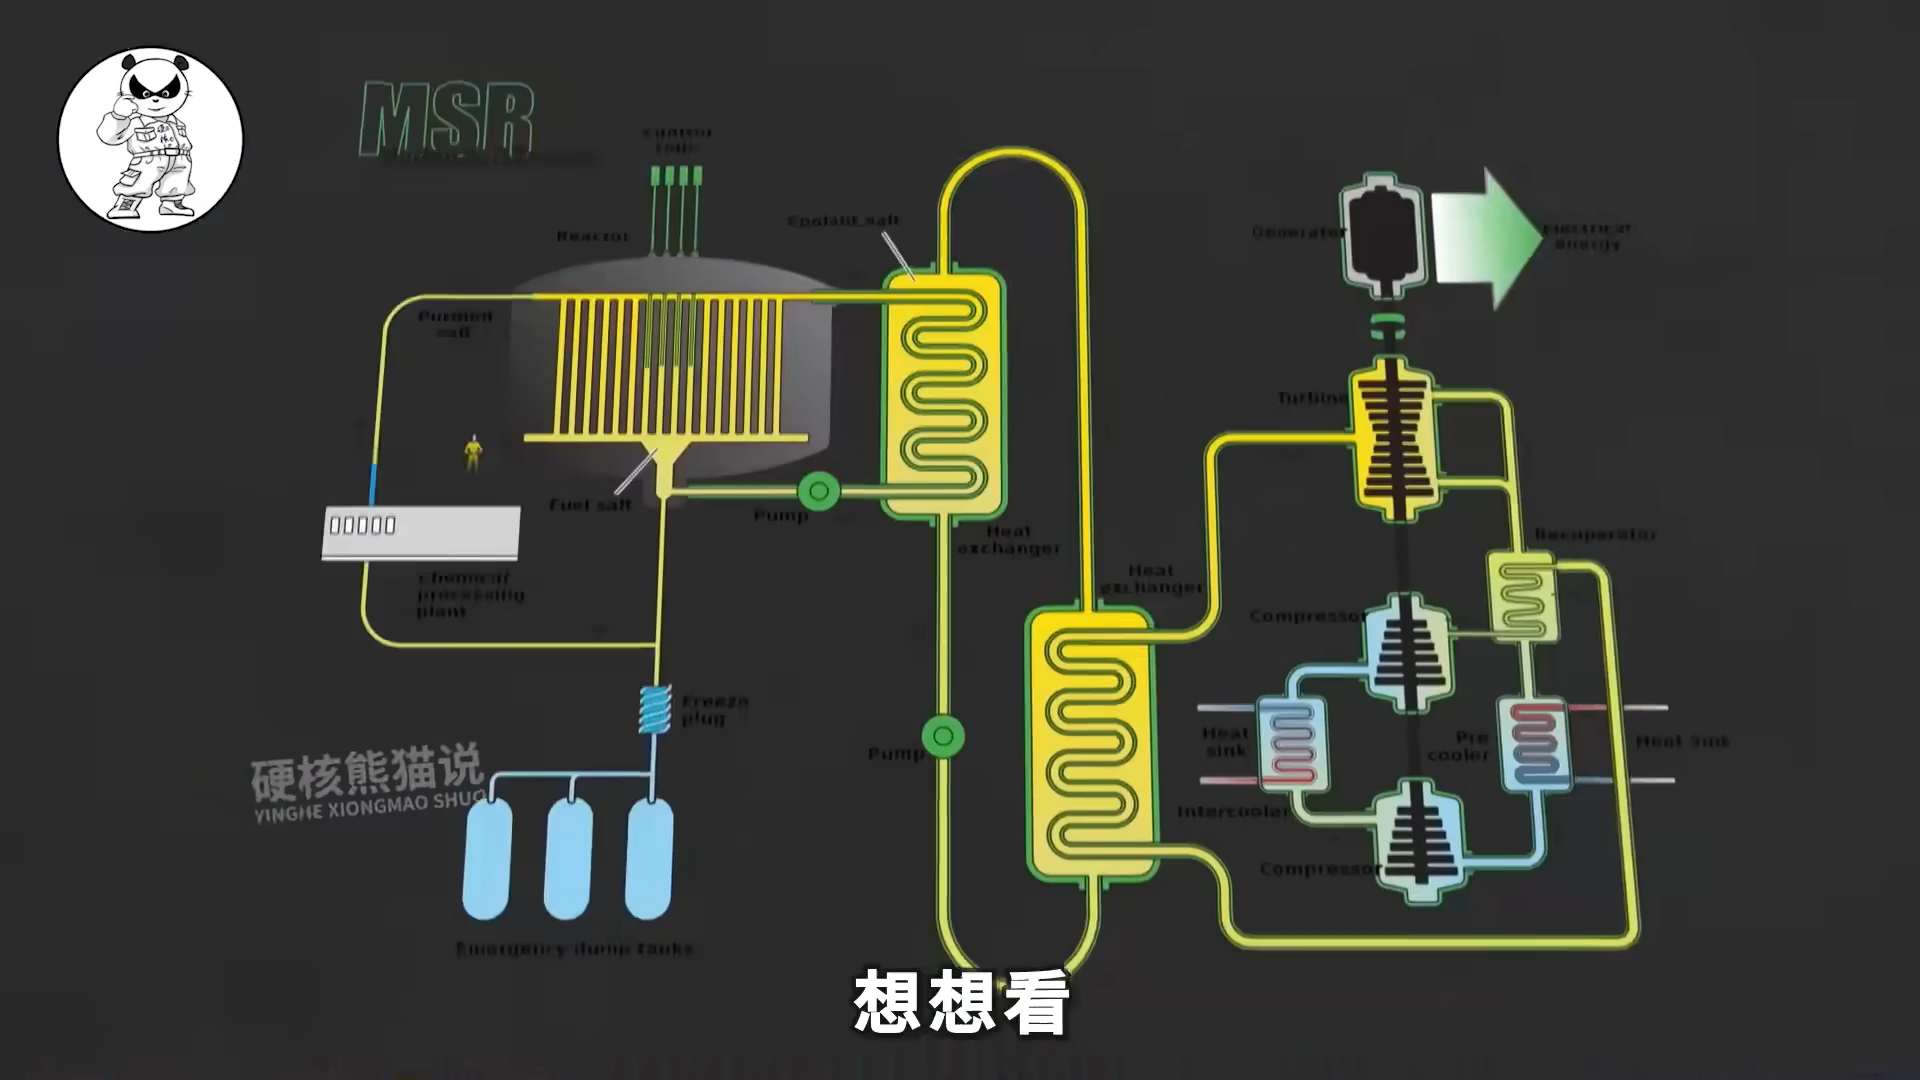 MSR
Control
Reactor
Coolant salt
Generator
Electrical
Energy
Purified
salt
Turbine
Fuel salt
Pump
Heat
exchanger
Recuperator
Chemical
processing
plant
Heat
exchanger
Compressor
Freeze
plug
Pump
Heat
sink
Pre
cooler
Heat sink
硬核熊猫说
YINGHE XIONGMAO SHUO
Intercooler
Compressor
Emergency dump tanks
想想看